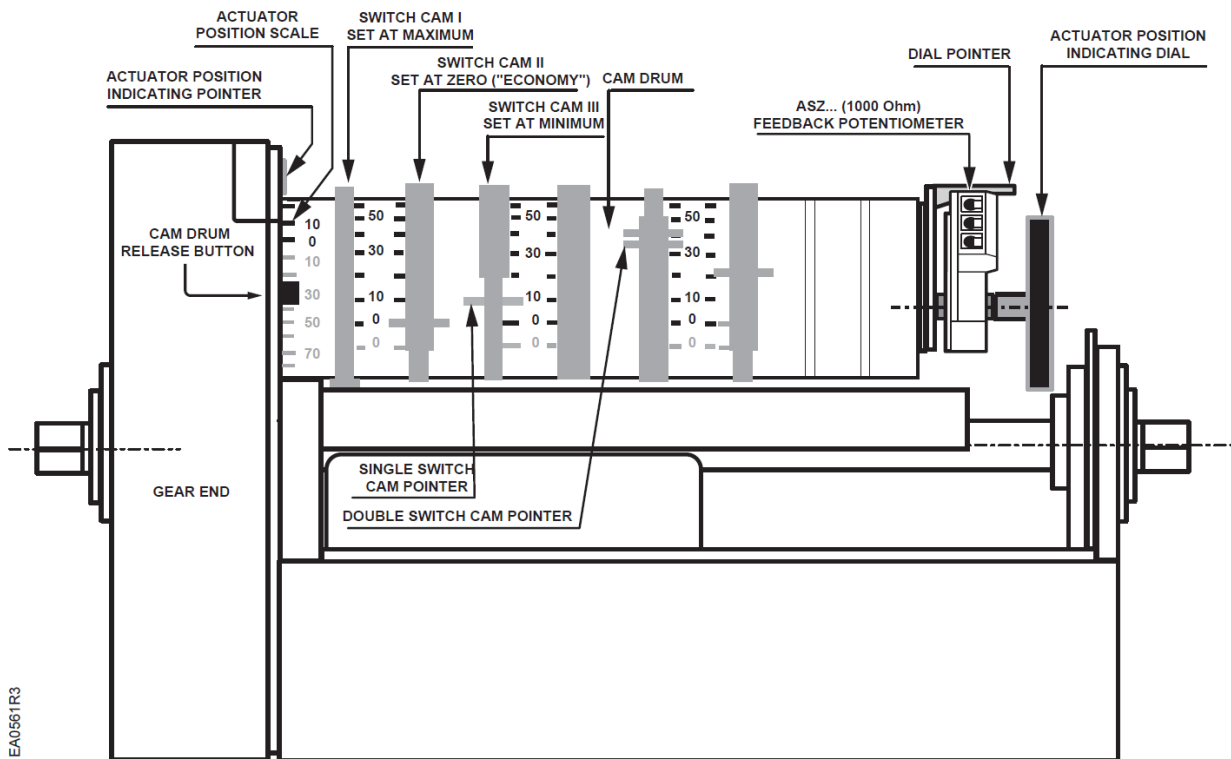 ACTUATOR
POSITION SCALE
SWITCH CAM I
SET AT MAXIMUM
ACTUATOR POSITION
INDICATING DIAL
DIAL POINTER
SWITCH CAM II
SET AT ZERO ("ECONOMY")
CAM DRUM
ACTUATOR POSITION
INDICATING POINTER
SWITCH CAM III
SET AT MINIMUM
ASZ... (1000 Ohm)
FEEDBACK POTENTIOMETER
CAM DRUM
RELEASE BUTTON
10
0
10
30
50
70
50
30
10
0
0
50
30
10
0
0
50
30
10
0
0
SINGLE SWITCH
CAM POINTER
GEAR END
DOUBLE SWITCH CAM POINTER
EA0561R3